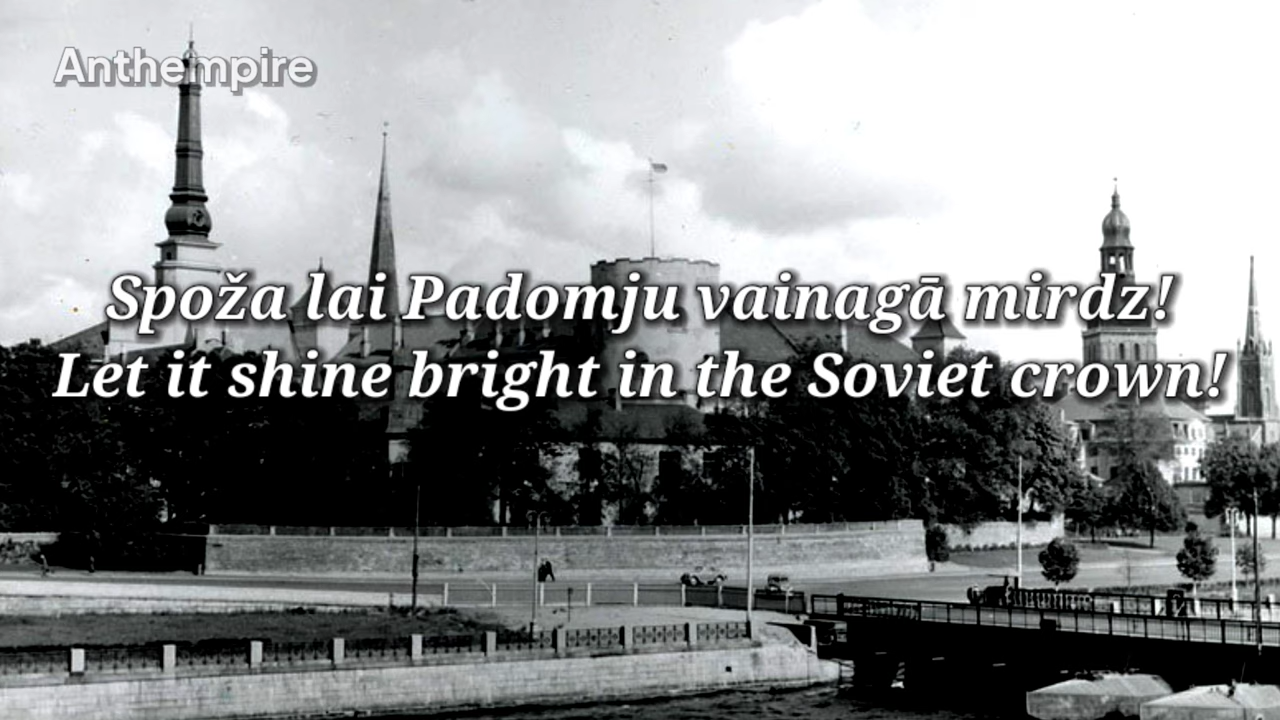 Anthempire
Spoža lai Padomju vainagā mirdz!
Let it shine bright in the Soviet crown!